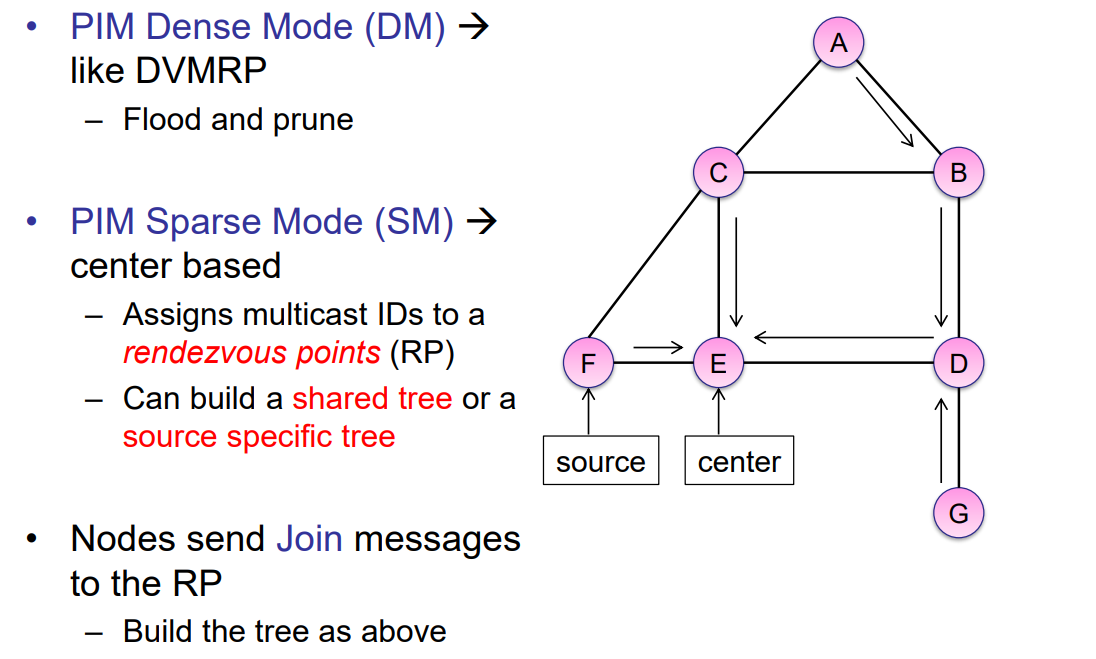 • PIM Dense Mode (DM) →
like DVMRP
– Flood and prune
• PIM Sparse Mode (SM) →
center based
– Assigns multicast IDs to a
rendezvous points (RP)
– Can build a shared tree or a
source specific tree
• Nodes send Join messages
to the RP
– Build the tree as above
A
C
B
F
E
D
source
center
G